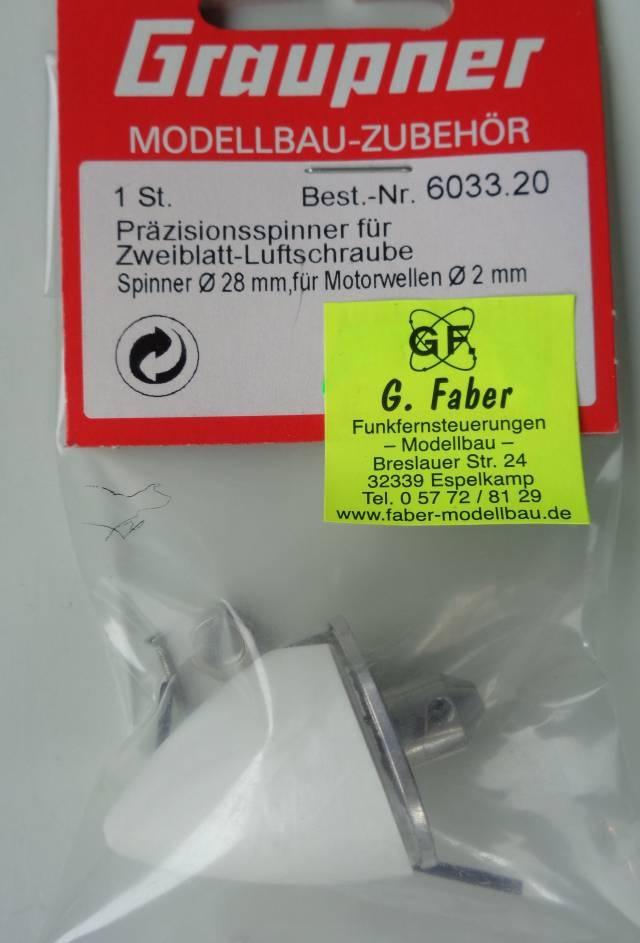 Graupner
MODELLBAU-ZUBEHÖR
1 St. Best.-Nr. 6033.20
Präzisionsspinner für
Zweiblatt-Luftschraube
Spinner Ø 28 mm,für Motorwellen Ø 2 mm
GF.
G. Faber
Funkfernsteuerungen
– Modellbau –
Breslauer Str. 24
32339 Espelkamp
Tel. 0 57 72 / 81 29
www.faber-modellbau.de